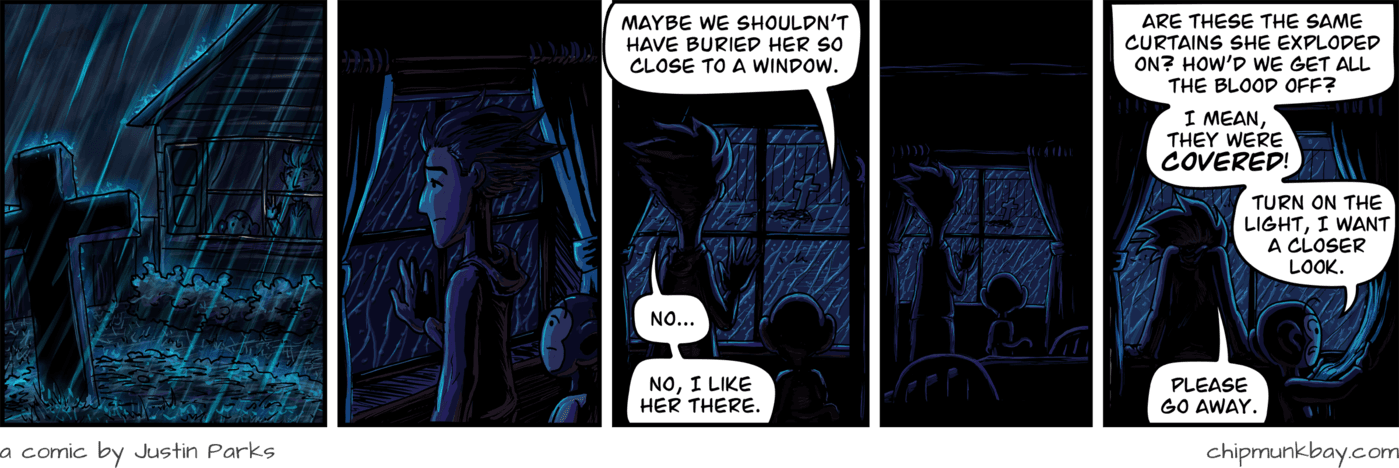 MAYBE WE SHOULDN'T
HAVE BURIED HER SO
CLOSE TO A WINDOW.
NO...
NO, I LIKE
HER THERE.
ARE THESE THE SAME
CURTAINS SHE EXPLODED
ON? HOW'D WE GET ALL
THE BLOOD OFF?
I MEAN,
THEY WERE
COVERED!
TURN ON THE
LIGHT, I WANT
A CLOSER
LOOK.
PLEASE
GO AWAY.
a comic by Justin Parks
chipmunkbay.com